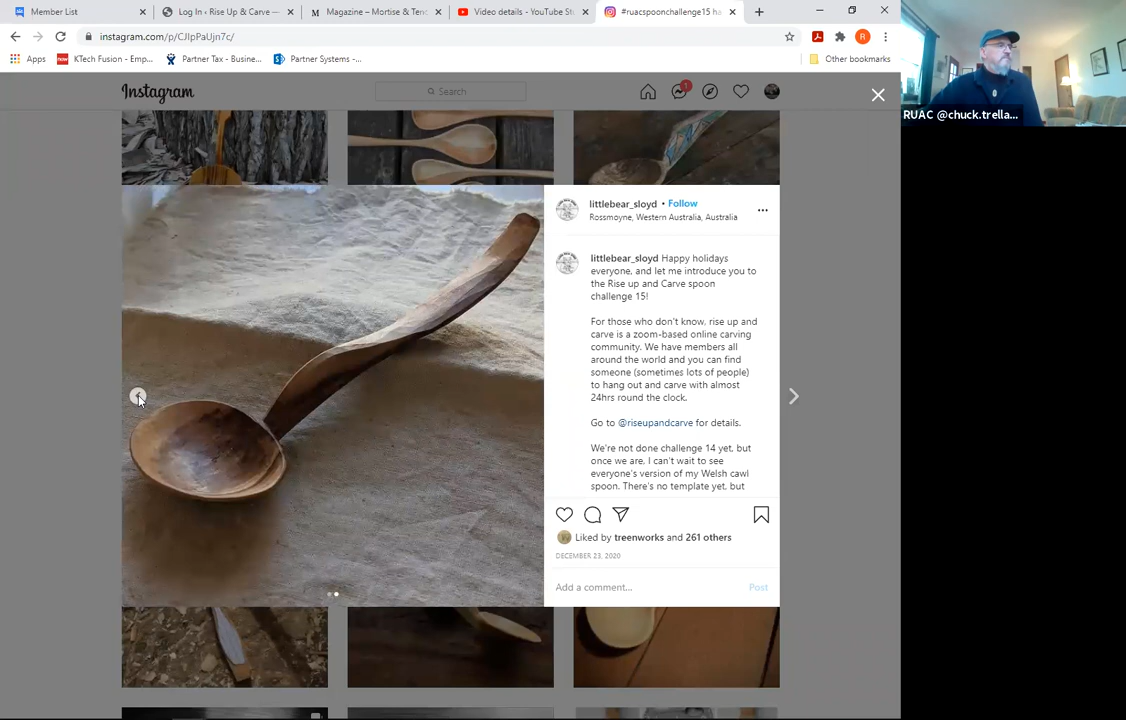 Member List
Log In ‹ Rise Up & Carve —
Magazine – Mortise & Ten
Video details - YouTube St
#ruacspoonchallenge15 ha
instagram.com/p/CJIpPaUjn7c/
R
Apps
now
KTech Fusion - Emp...
Partner Tax - Busine...
Partner Systems -...
Other bookmarks
Instagram
Search
1
RUAC @chuck.trella...
littlebear_sloyd • Follow
Rossmoyne, Western Australia, Australia
littlebear_sloyd Happy holidays
everyone, and let me introduce you to
the Rise up and Carve spoon
challenge 15!
For those who don't know, rise up and
carve is a zoom-based online carving
community. We have members all
around the world and you can find
someone (sometimes lots of people)
to hang out and carve with almost
24hrs round the clock.
Go to @riseupandcarve for details.
We're not done challenge 14 yet, but
once we are, I can't wait to see
everyone's version of my Welsh cawl
spoon. There's no template yet, but
Liked by treenworks and 261 others
DECEMBER 23, 2020
Add a comment...
Post